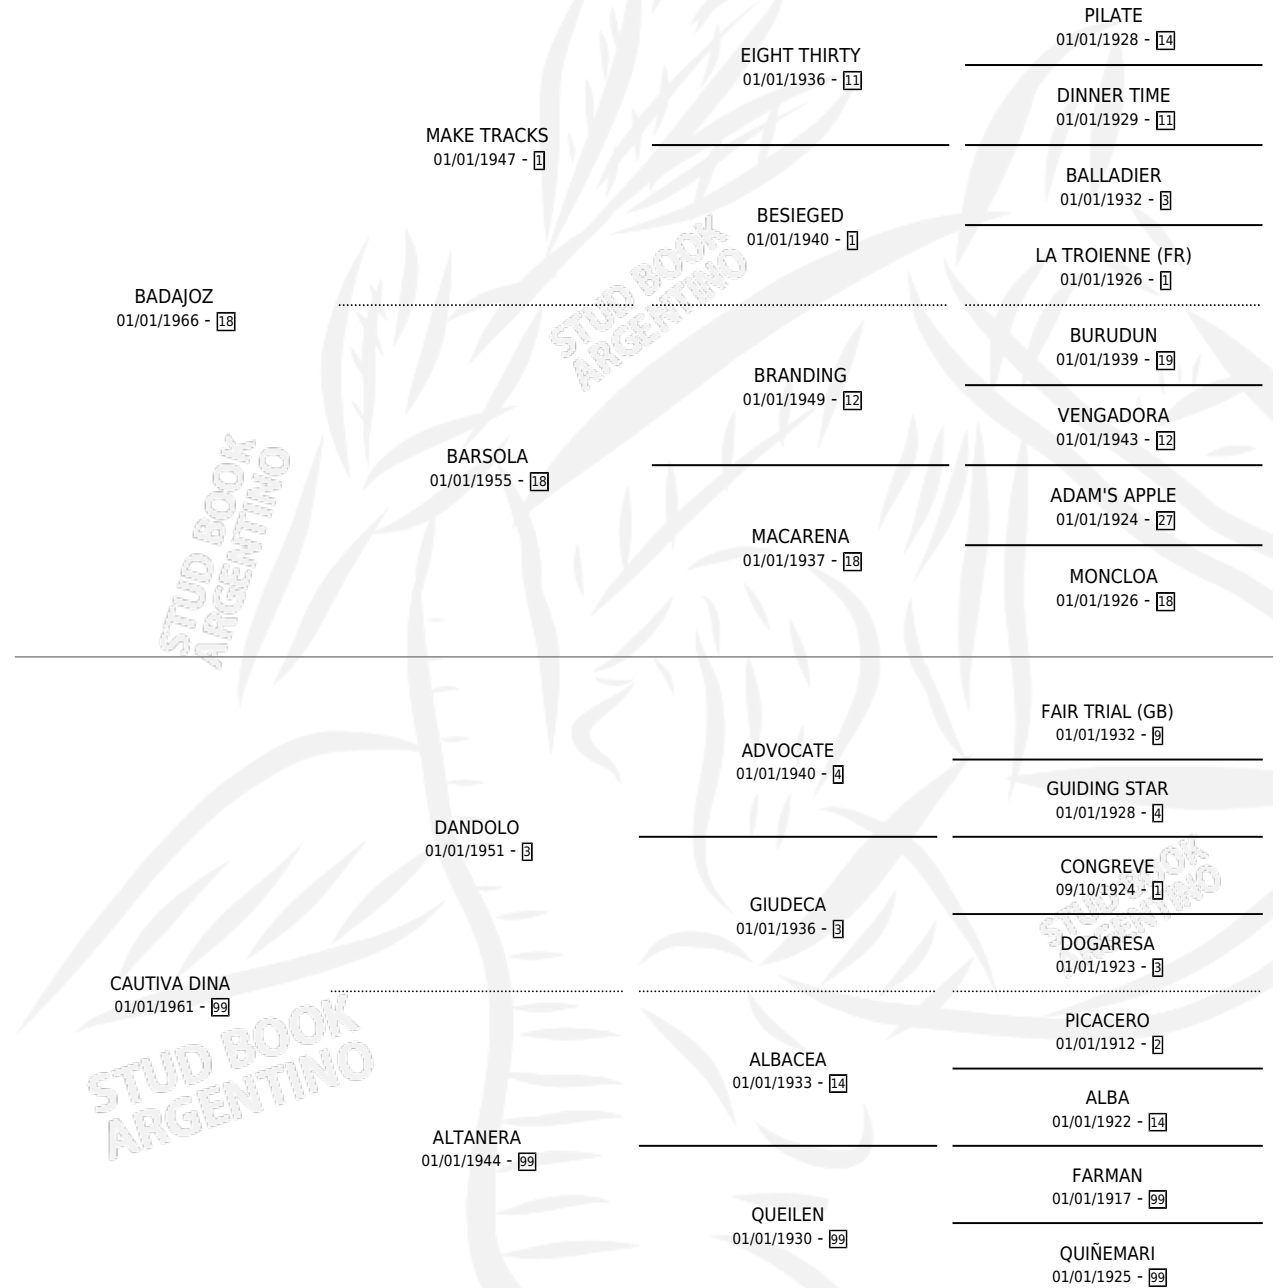 BADAJOZ
01/01/1966 - 18
MAKE TRACKS
01/01/1947 - 1
EIGHT THIRTY
01/01/1936 - 11
PILATE
01/01/1928 - 14
DINNER TIME
01/01/1929 - 11
BESIEGED
01/01/1940 - 1
BALLADIER
01/01/1932 - 3
LA TROIENNE (FR)
01/01/1926 - 1
BARSOLA
01/01/1955 - 18
BRANDING
01/01/1949 - 12
BURUDUN
01/01/1939 - 19
VENGADORA
01/01/1943 - 12
MACARENA
01/01/1937 - 18
ADAM'S APPLE
01/01/1924 - 27
MONCLOA
01/01/1926 - 18
CAUTIVA DINA
01/01/1961 - 99
DANDOLO
01/01/1951 - 3
ADVOCATE
01/01/1940 - 4
FAIR TRIAL (GB)
01/01/1932 - 9
GUIDING STAR
01/01/1928 - 4
GIUDECA
01/01/1936 - 3
CONGREVE
09/10/1924 - 1
DOGARESA
01/01/1923 - 3
ALTANERA
01/01/1944 - 99
ALBACEA
01/01/1933 - 14
PICACERO
01/01/1912 - 2
ALBA
01/01/1922 - 14
QUEILEN
01/01/1930 - 99
FARMAN
01/01/1917 - 99
QUIÑEMARI
01/01/1925 - 99
STUD BOOK
ARGENTINO
STUD BOOK
ARGENTINO
STUD BOOK
ARGENTINO
STUD BOOK
ARGENTINO